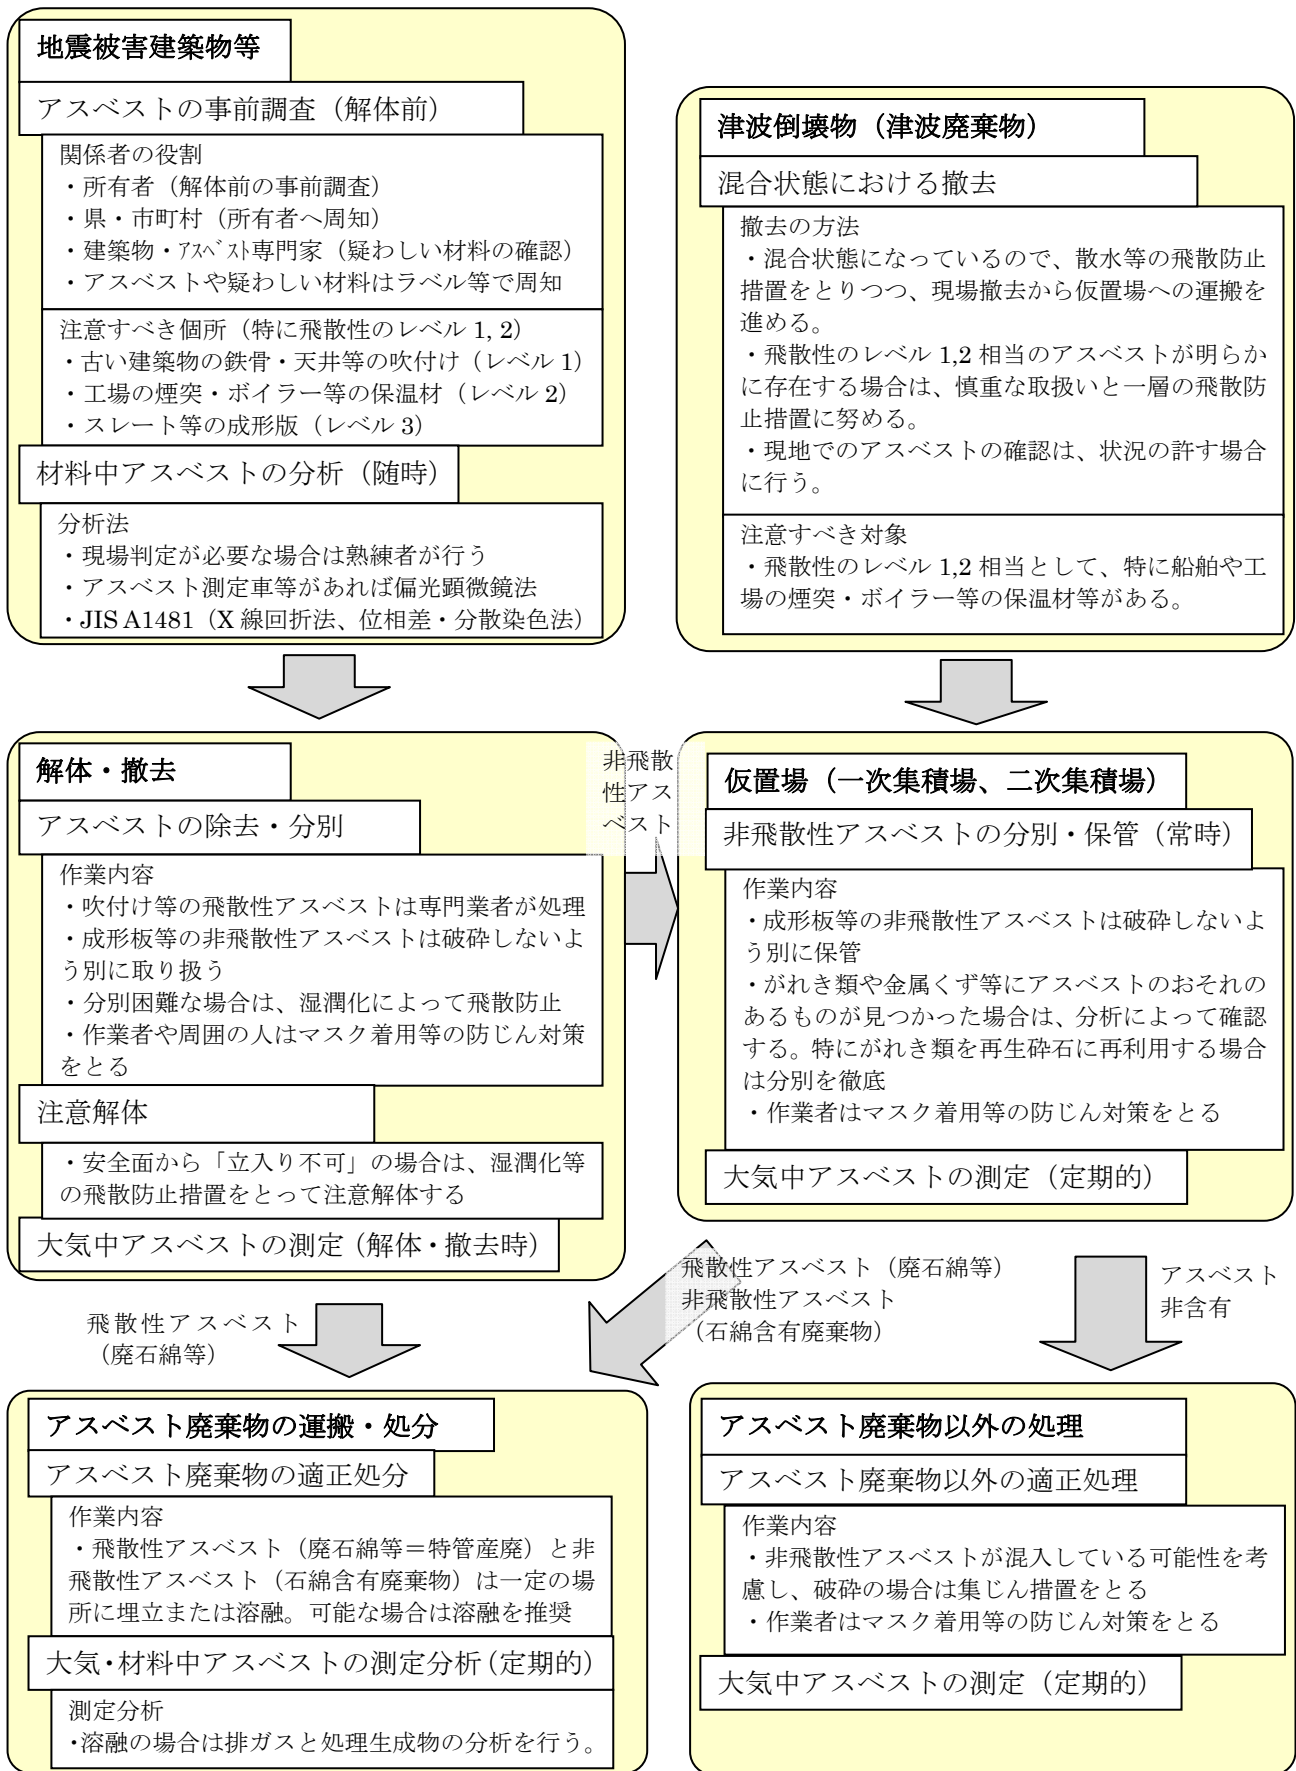 地震被害建築物等
アスベストの事前調査（解体前）
関係者の役割
・所有者（解体前の事前調査）
・県・市町村（所有者へ周知）
・建築物・ｱｽﾍﾞｽﾄ専門家（疑わしい材料の確認）
・アスベストや疑わしい材料はラベル等で周知
注意すべき個所（特に飛散性のレベル 1, 2）
・古い建築物の鉄骨・天井等の吹付け（レベル 1）
・工場の煙突・ボイラー等の保温材（レベル 2）
・スレート等の成形版（レベル 3）
材料中アスベストの分析（随時）
分析法
・現場判定が必要な場合は熟練者が行う
・アスベスト測定車等があれば偏光顕微鏡法
・JIS A1481（X 線回折法、位相差・分散染色法）
津波倒壊物（津波廃棄物）
混合状態における撤去
撤去の方法
・混合状態になっているので、散水等の飛散防止
措置をとりつつ、現場撤去から仮置場への運搬を
進める。
・飛散性のレベル 1,2 相当のアスベストが明らか
に存在する場合は、慎重な取扱いと一層の飛散防
止措置に努める。
・現地でのアスベストの確認は、状況の許す場合
に行う。
注意すべき対象
・飛散性のレベル 1,2 相当として、特に船舶や工
場の煙突・ボイラー等の保温材等がある。
解体・撤去
アスベストの除去・分別
作業内容
・吹付け等の飛散性アスベストは専門業者が処理
・成形板等の非飛散性アスベストは破砕しないよ
う別に取り扱う
・分別困難な場合は、湿潤化によって飛散防止
・作業者や周囲の人はマスク着用等の防じん対策
をとる
注意解体
・安全面から「立入り不可」の場合は、湿潤化等
の飛散防止措置をとって注意解体する
大気中アスベストの測定（解体・撤去時）
非飛散
性アス
ベスト
仮置場（一次集積場、二次集積場）
非飛散性アスベストの分別・保管（常時）
作業内容
・成形板等の非飛散性アスベストは破砕しないよ
う別に保管
・がれき類や金属くず等にアスベストのおそれの
あるものが見つかった場合は、分析によって確認
する。特にがれき類を再生砕石に再利用する場合
は分別を徹底
・作業者はマスク着用等の防じん対策をとる
大気中アスベストの測定（定期的）
飛散性アスベスト
（廃石綿等）
飛散性アスベスト（廃石綿等）
非飛散性アスベスト
（石綿含有廃棄物）
アスベスト
非含有
アスベスト廃棄物の運搬・処分
アスベスト廃棄物の適正処分
作業内容
・飛散性アスベスト（廃石綿等＝特管産廃）と非
飛散性アスベスト（石綿含有廃棄物）は一定の場
所に埋立または溶融。可能な場合は溶融を推奨
大気・材料中アスベストの測定分析（定期的）
測定分析
・溶融の場合は排ガスと処理生成物の分析を行う。
アスベスト廃棄物以外の処理
アスベスト廃棄物以外の適正処理
作業内容
・非飛散性アスベストが混入している可能性を考
慮し、破砕の場合は集じん措置をとる
・作業者はマスク着用等の防じん対策をとる
大気中アスベストの測定（定期的）